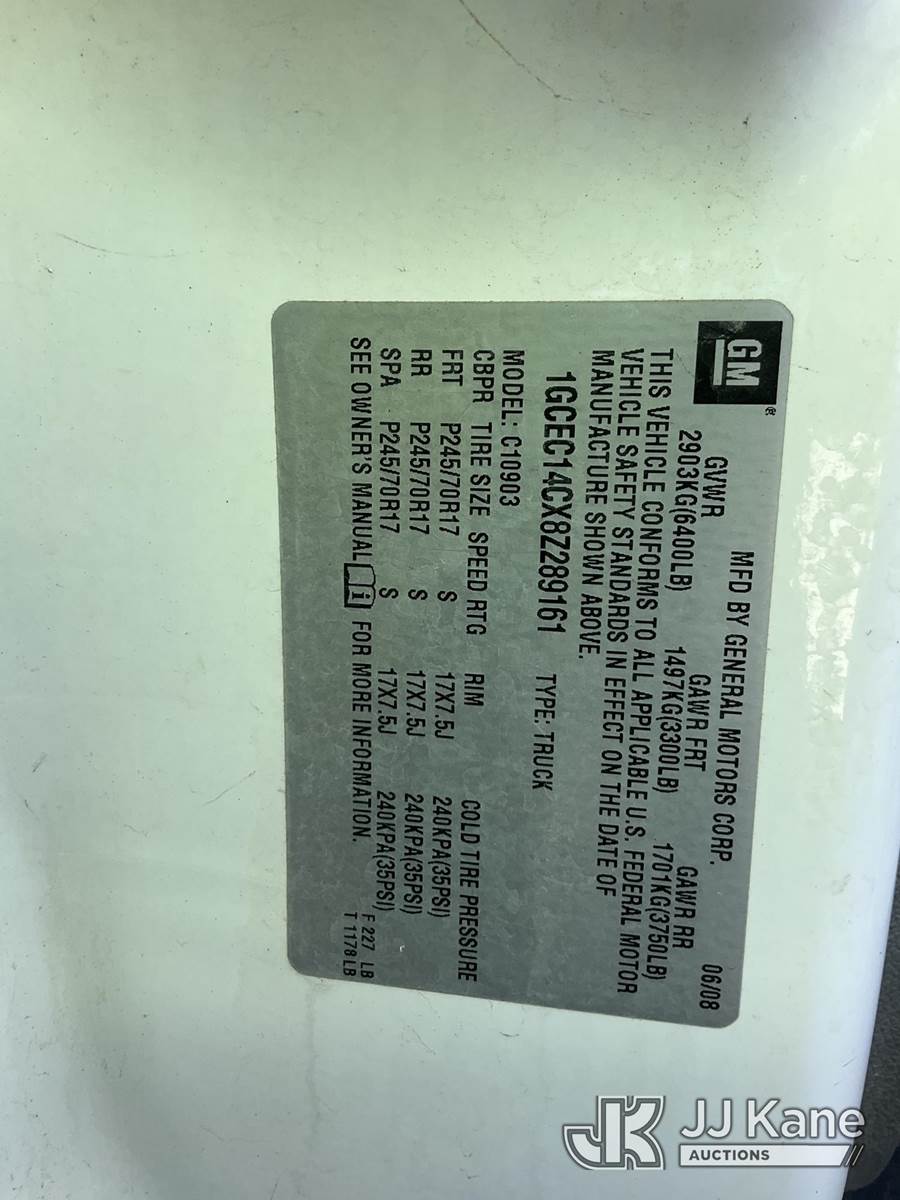 GM®
MFD BY GENERAL MOTORS CORP. 06/08
GVWR GAWR FRT GAWR RR
2903KG(6400LB) 1497KG(3300LB) 1701KG(3750LB)
THIS VEHICLE CONFORMS TO ALL APPLICABLE U.S. FEDERAL MOTOR
VEHICLE SAFETY STANDARDS IN EFFECT ON THE DATE OF
MANUFACTURE SHOWN ABOVE.
1GCEC14CX8Z289161 TYPE: TRUCK
MODEL: C10903
CBPR TIRE SIZE SPEED RTG RIM COLD TIRE PRESSURE
FRT P245/70R17 S 17X7.5J 240KPA(35PSI)
RR P245/70R17 S 17X7.5J 240KPA(35PSI)
SPA P245/70R17 S 17X7.5J 240KPA(35PSI)
SEE OWNER'S MANUAL i FOR MORE INFORMATION.
F 227 LB
T 1178 LB
JK JJ Kane
AUCTIONS